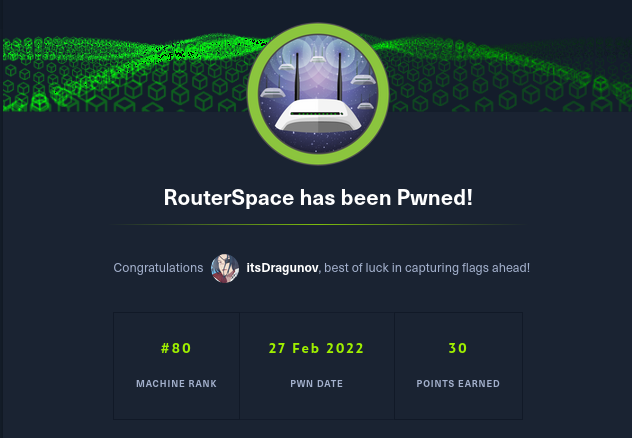 RouterSpace has been Pwned!
Congratulations itsDragunov, best of luck in capturing flags ahead!
#80 27 Feb 2022 30
MACHINE RANK PWN DATE POINTS EARNED